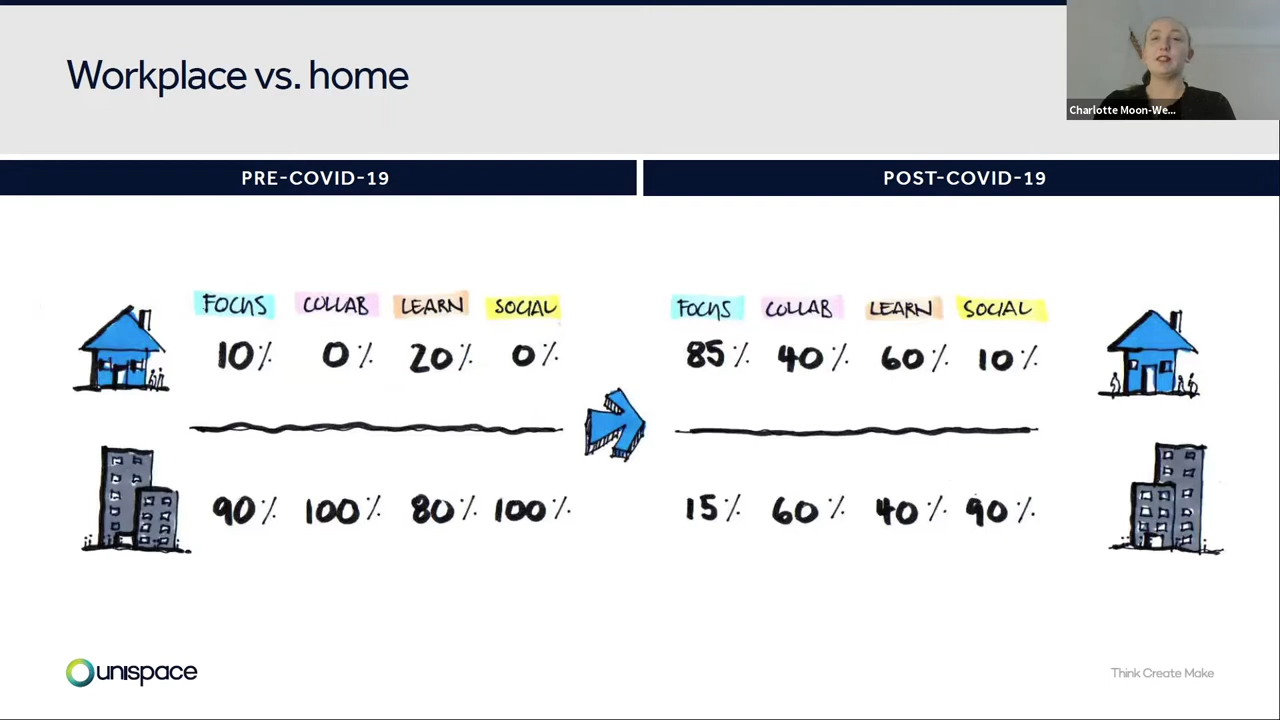 Workplace vs. home
Charlotte Moon-We...
PRE-COVID-19
POST-COVID-19
FOCUS COLLAB LEARN SOCIAL
10% 0% 20% 0%
90% 100% 80% 100%
FOCUS COLLAB LEARN SOCIAL
85% 40% 60% 10%
15% 60% 40% 90%
unispace
Think Create Make